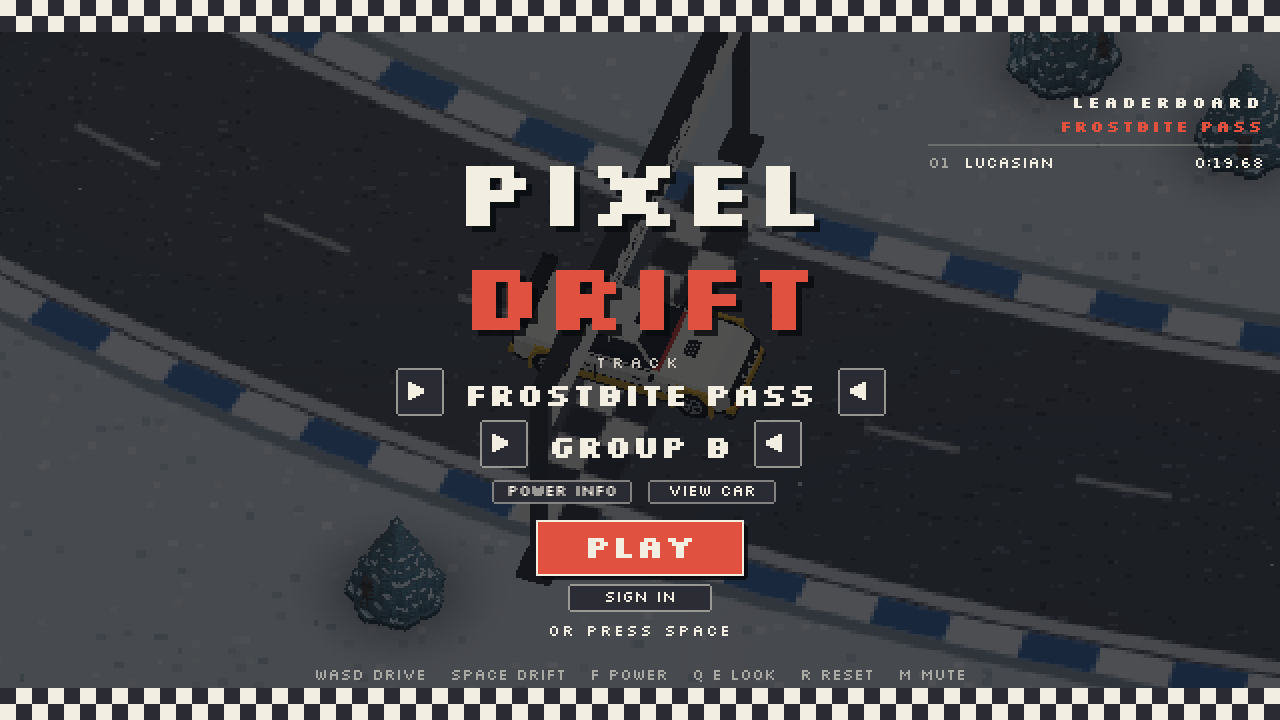 LEADERBOARD
FROSTBITE PASS
01 LUCASIAN 0:19.68
PIXEL
DRIFT
TRACK
FROSTBITE PASS
GROUP B
POWER INFO VIEW CAR
PLAY
SIGN IN
OR PRESS SPACE
WASD DRIVE SPACE DRIFT F POWER Q E LOOK R RESET M MUTE